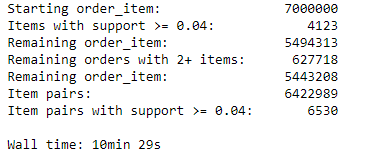 Starting order_item: 7000000
Items with support >= 0.04: 4123
Remaining order_item: 5494313
Remaining orders with 2+ items: 627718
Remaining order_item: 5443208
Item pairs: 6422989
Item pairs with support >= 0.04: 6530
Wall time: 10min 29s